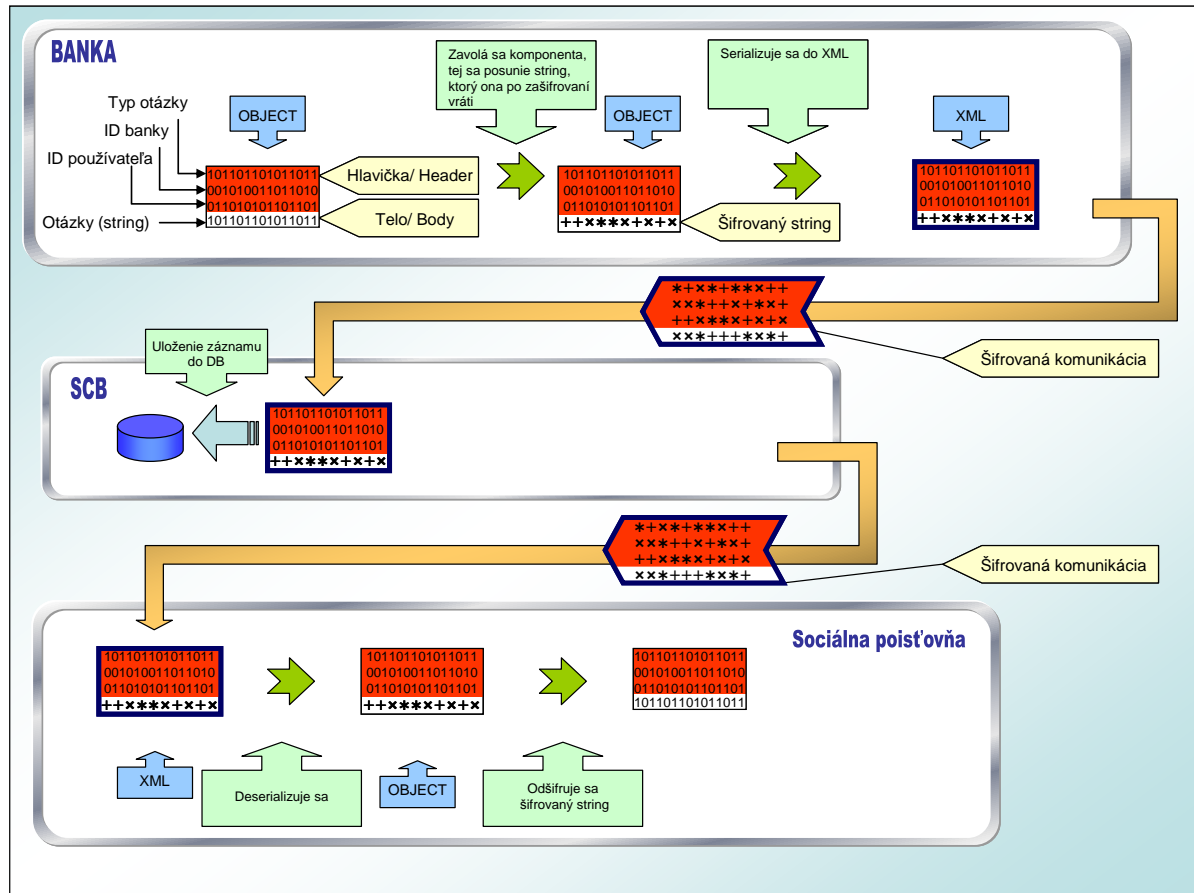 BANKA
Zavolá sa komponenta,
tej sa posunie string,
ktorý ona po zašifrovaní
vráti
Serializuje sa do XML
Typ otázky
ID banky
ID používateľa
Otázky (string)
OBJECT
OBJECT
XML
101101101011011
001010011011010
011010101101101
101101101011011
Hlavička/ Header
Telo/ Body
101101101011011
001010011011010
011010101101101
++×**×+×+×
Šifrovaný string
101101101011011
001010011011010
011010101101101
++×**×+×+×
*+××+**×++
××*++×+*×+
++××**×+×+×
××*+++*××*+
Šifrovaná komunikácia
Uloženie záznamu
do DB
SCB
101101101011011
001010011011010
011010101101101
++×**×+×+×
*+××+**×++
××*++×+*×+
++××**+×+×
××*+++*××*+
Šifrovaná komunikácia
Sociálna poisťovňa
101101101011011
001010011011010
011010101101101
++×**×+×+×
101101101011011
001010011011010
011010101101101
++×**×+×+×
101101101011011
001010011011010
011010101101101
101101101011011
XML
Deserializuje sa
OBJECT
Odšifruje sa
šifrovaný string